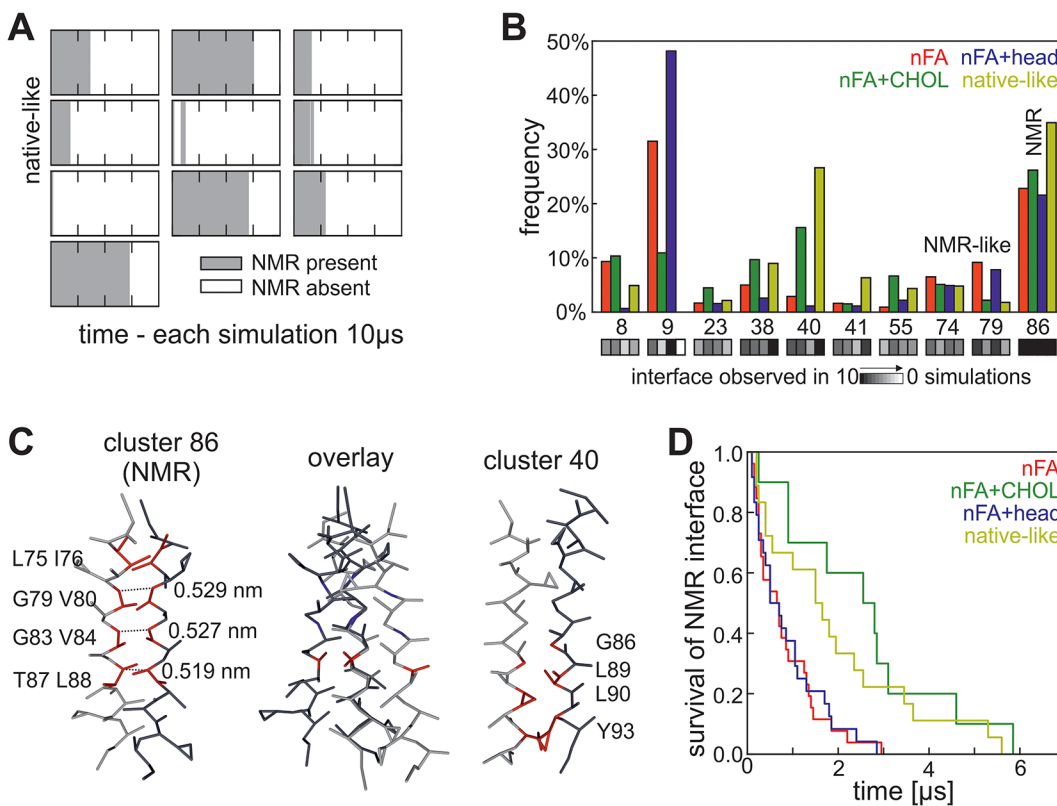 A
native-like
NMR present
NMR absent
time - each simulation 10µs
B
50%
40%
30%
20%
10%
0%
frequency
nFA nFA+head
nFA+CHOL native-like
NMR
NMR-like
8 9 23 38 40 41 55 74 79 86
interface observed in 10 0 simulations
C
cluster 86
(NMR)
overlay
cluster 40
L75 I76
G79 V80
G83 V84
T87 L88
0.529 nm
0.527 nm
0.519 nm
G86
L89
L90
Y93
D
1.0
0.8
0.6
0.4
0.2
0.0
survival of NMR interface
nFA
nFA+CHOL
nFA+head
native-like
0 2 4 6
time [µs]